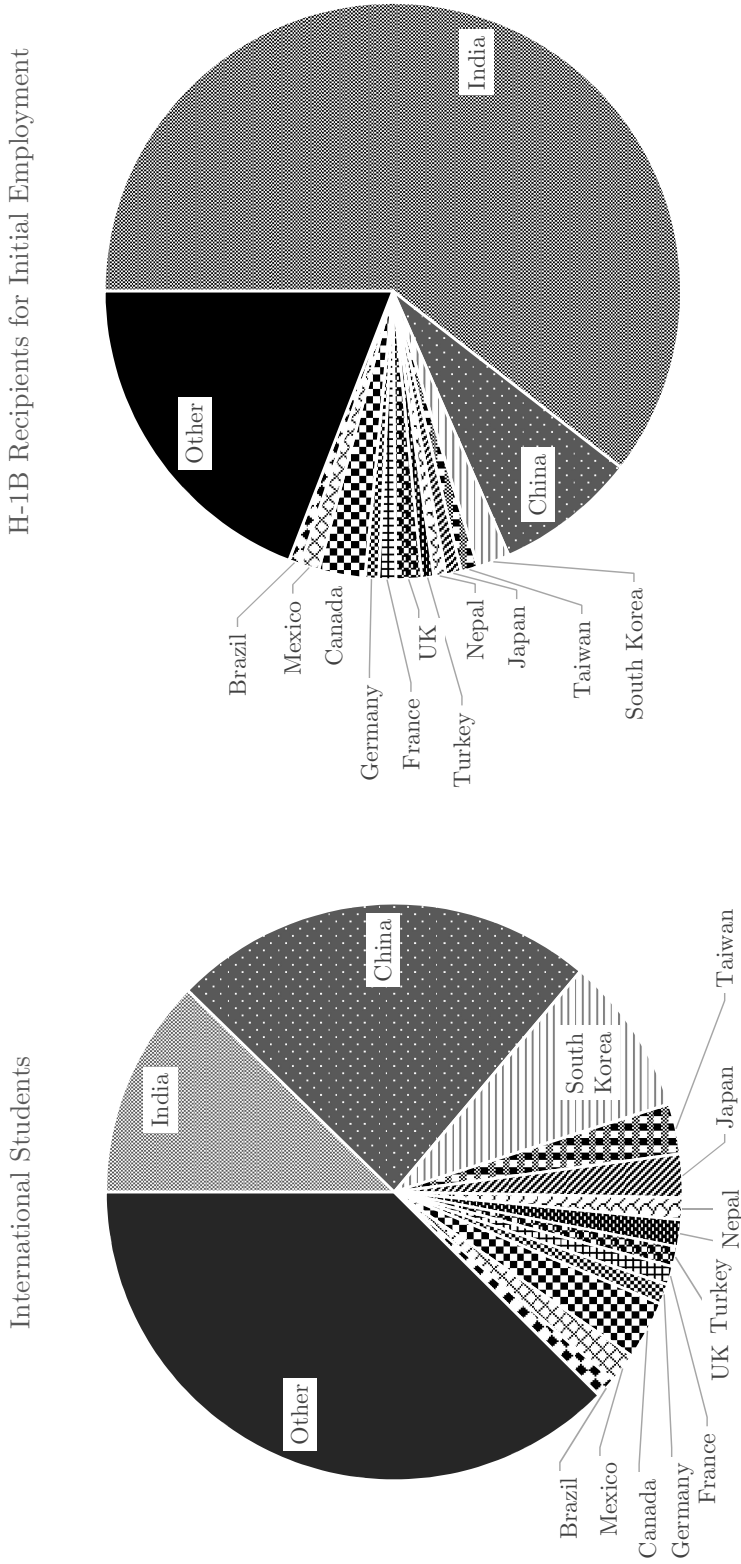 International Students
India
Other
China
South
Korea
Brazil
Mexico
Canada
Germany
France
UK
Turkey
Nepal
Japan
Taiwan
H-1B Recipients for Initial Employment
Other
India
Brazil
Mexico
Canada
Germany
France
UK
Turkey
Nepal
Japan
China
Taiwan
South Korea